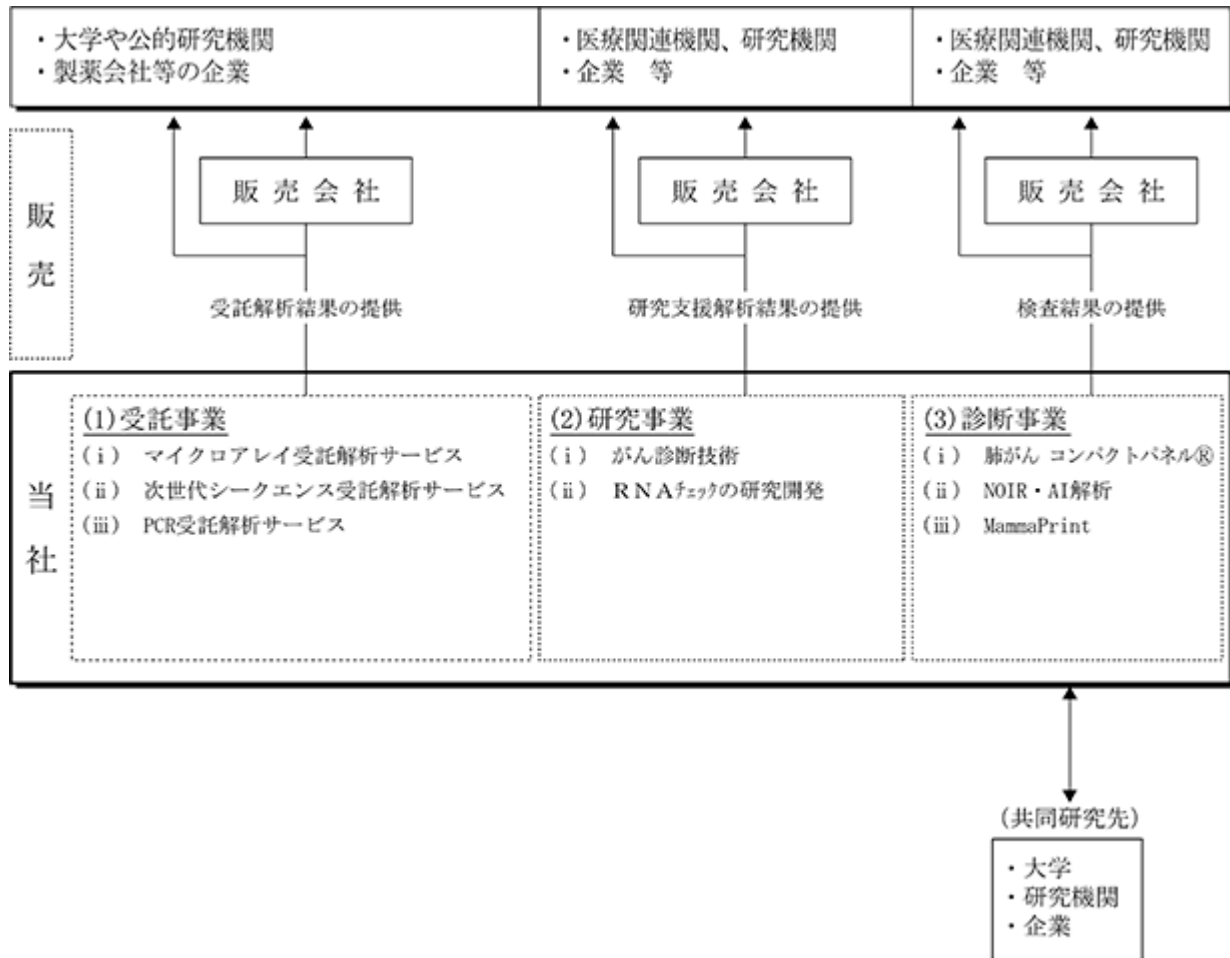 ・大学や公的研究機関
・製薬会社等の企業
・医療関連機関、研究機関
・企業　等
・医療関連機関、研究機関
・企業　等
販売
販売会社
販売会社
販売会社
受託解析結果の提供
研究支援解析結果の提供
検査結果の提供
当社
(1)受託事業
(ⅰ)　マイクロアレイ受託解析サービス
(ⅱ)　次世代シークエンス受託解析サービス
(ⅲ)　PCR受託解析サービス
(2)研究事業
(ⅰ)　がん診断技術
(ⅱ)　ＲＮＡﾁｪｯｸの研究開発
(3)診断事業
(ⅰ)　肺がん コンパクトパネル®
(ⅱ)　NOIR・AI解析
(ⅲ)　MammaPrint
(共同研究先)
・大学
・研究機関
・企業